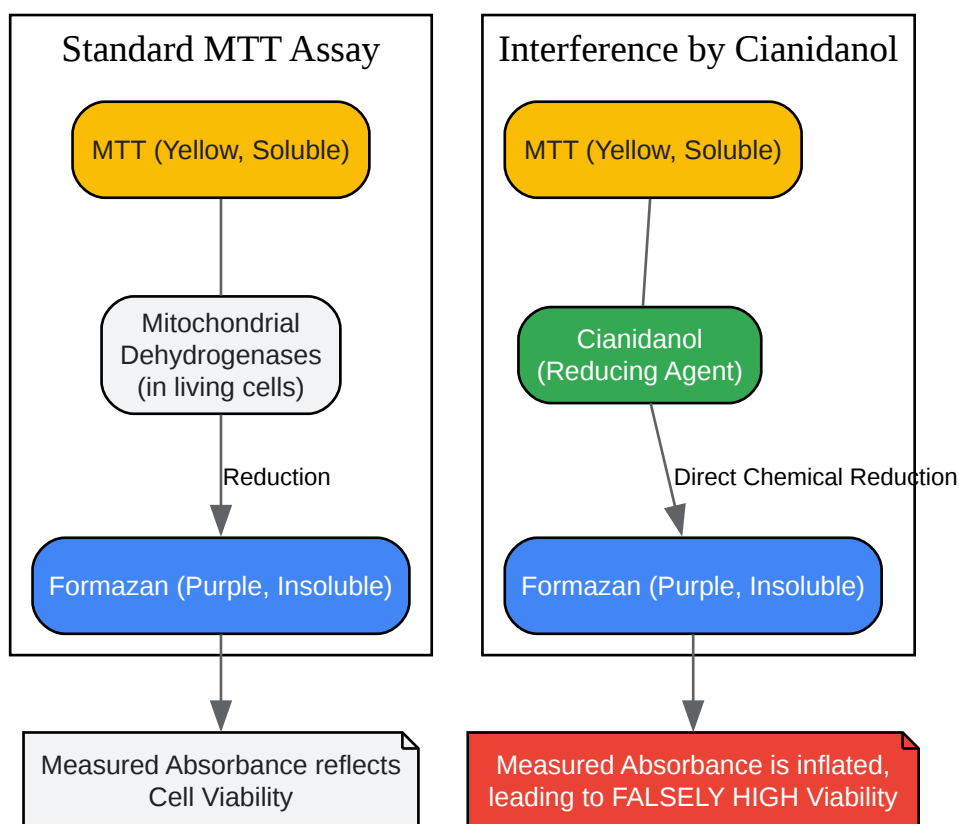 Standard MTT Assay
MTT (Yellow, Soluble)
Mitochondrial
Dehydrogenases
(in living cells)
Reduction
Formazan (Purple, Insoluble)
Measured Absorbance reflects
Cell Viability
Interference by Cianidanol
MTT (Yellow, Soluble)
Cianidanol
(Reducing Agent)
Direct Chemical Reduction
Formazan (Purple, Insoluble)
Measured Absorbance is inflated,
leading to FALSELY HIGH Viability